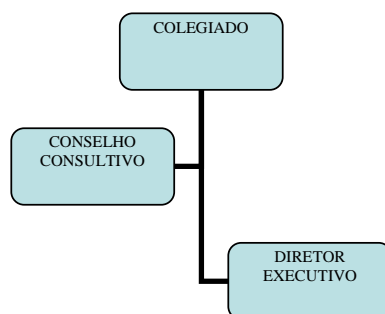 COLEGIADO
CONSELHO
CONSULTIVO
DIRETOR
EXECUTIVO